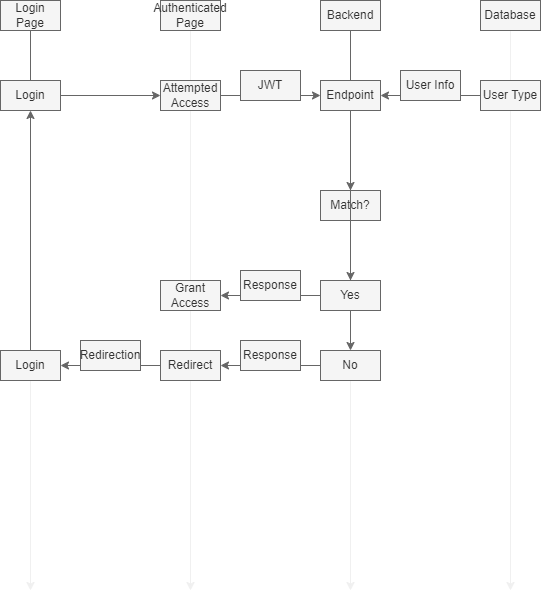 Login
Page
Authenticated
Page
Backend
Database
Login
Attempted
Access
JWT
Endpoint
User Info
User Type
Match?
Grant
Access
Response
Yes
Login
Redirection
Redirect
Response
No